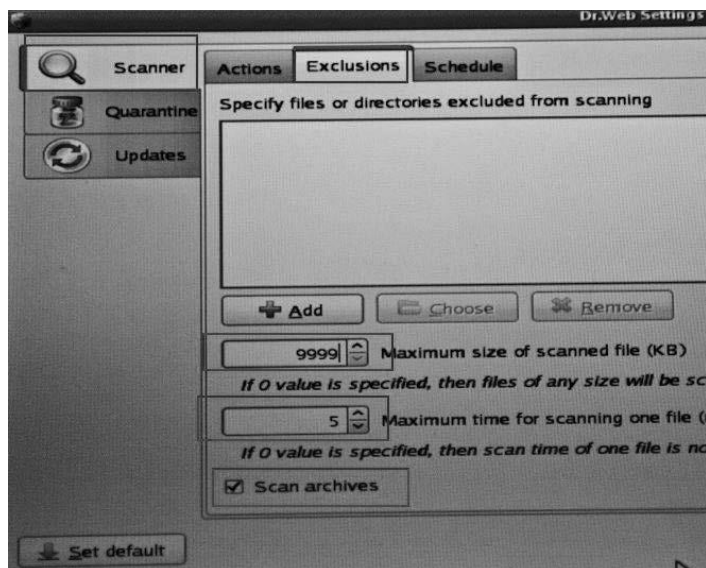 Dr.Web Settings
Scanner
Quarantine
Updates
Actions
Exclusions
Schedule
Specify files or directories excluded from scanning
Add
Choose
Remove
9999 Maximum size of scanned file (KB)
If 0 value is specified, then files of any size will be sc
5 Maximum time for scanning one file (
If 0 value is specified, then scan time of one file is no
Scan archives
Set default